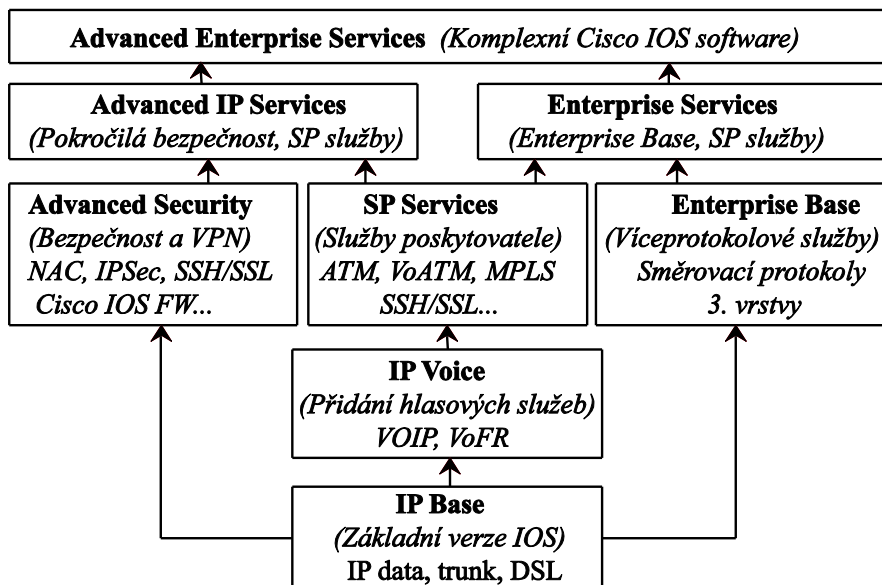 Advanced Enterprise Services (Komplexní Cisco IOS software)
Advanced IP Services
(Pokročilá bezpečnost, SP služby)
Enterprise Services
(Enterprise Base, SP služby)
Advanced Security
(Bezpečnost a VPN)
NAC, IPSec, SSH/SSL
Cisco IOS FW...
SP Services
(Služby poskytovatele)
ATM, VoATM, MPLS
SSH/SSL...
Enterprise Base
(Víceprotokolové služby)
Směrovací protokoly
3. vrstvy
IP Voice
(Přidání hlasových služeb)
VOIP, VoFR
IP Base
(Základní verze IOS)
IP data, trunk, DSL